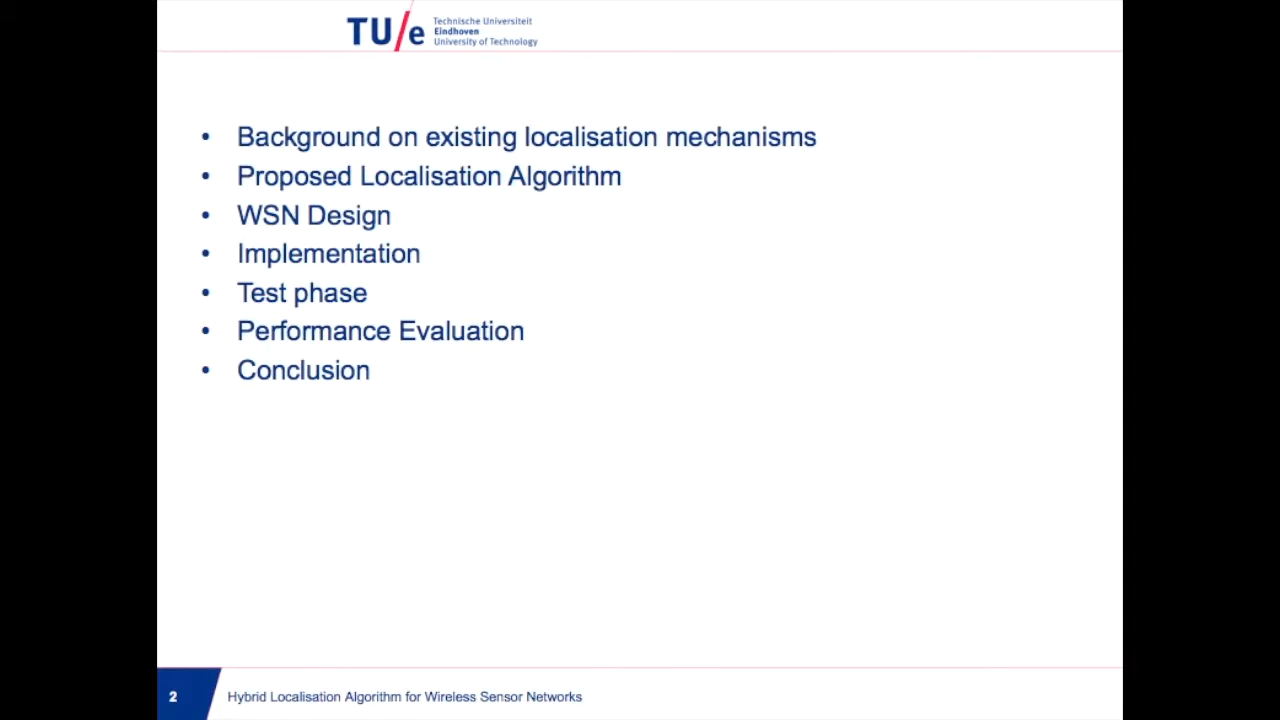 TU/e
Technische Universiteit
Eindhoven
University of Technology
• Background on existing localisation mechanisms
• Proposed Localisation Algorithm
• WSN Design
• Implementation
• Test phase
• Performance Evaluation
• Conclusion
2
Hybrid Localisation Algorithm for Wireless Sensor Networks